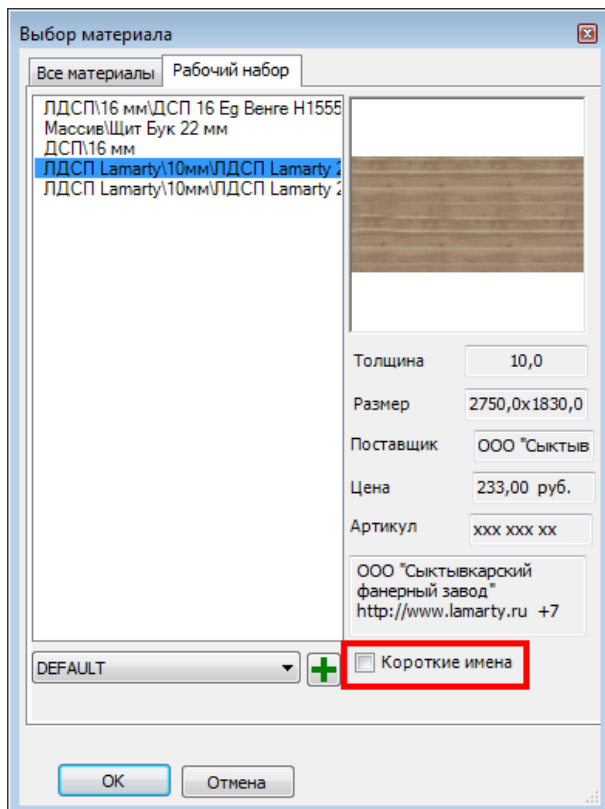 Выбор материала
Все материалы
Рабочий набор
ЛДСП\16 мм\ДСП 16 Eg Венге H1555
Массив\Щит Бук 22 мм
ДСП\16 мм
ЛДСП Lamarty\10мм\ЛДСП Lamarty 2
ЛДСП Lamarty\10мм\ЛДСП Lamarty 2
Толщина 10,0
Размер 2750,0x1830,0
Поставщик ООО "Сыктыв
Цена 233,00 руб.
Артикул xxx xxx xx
ООО "Сыктывкарский
фанерный завод"
http://www.lamarty.ru +7
DEFAULT
Короткие имена
OK
Отмена